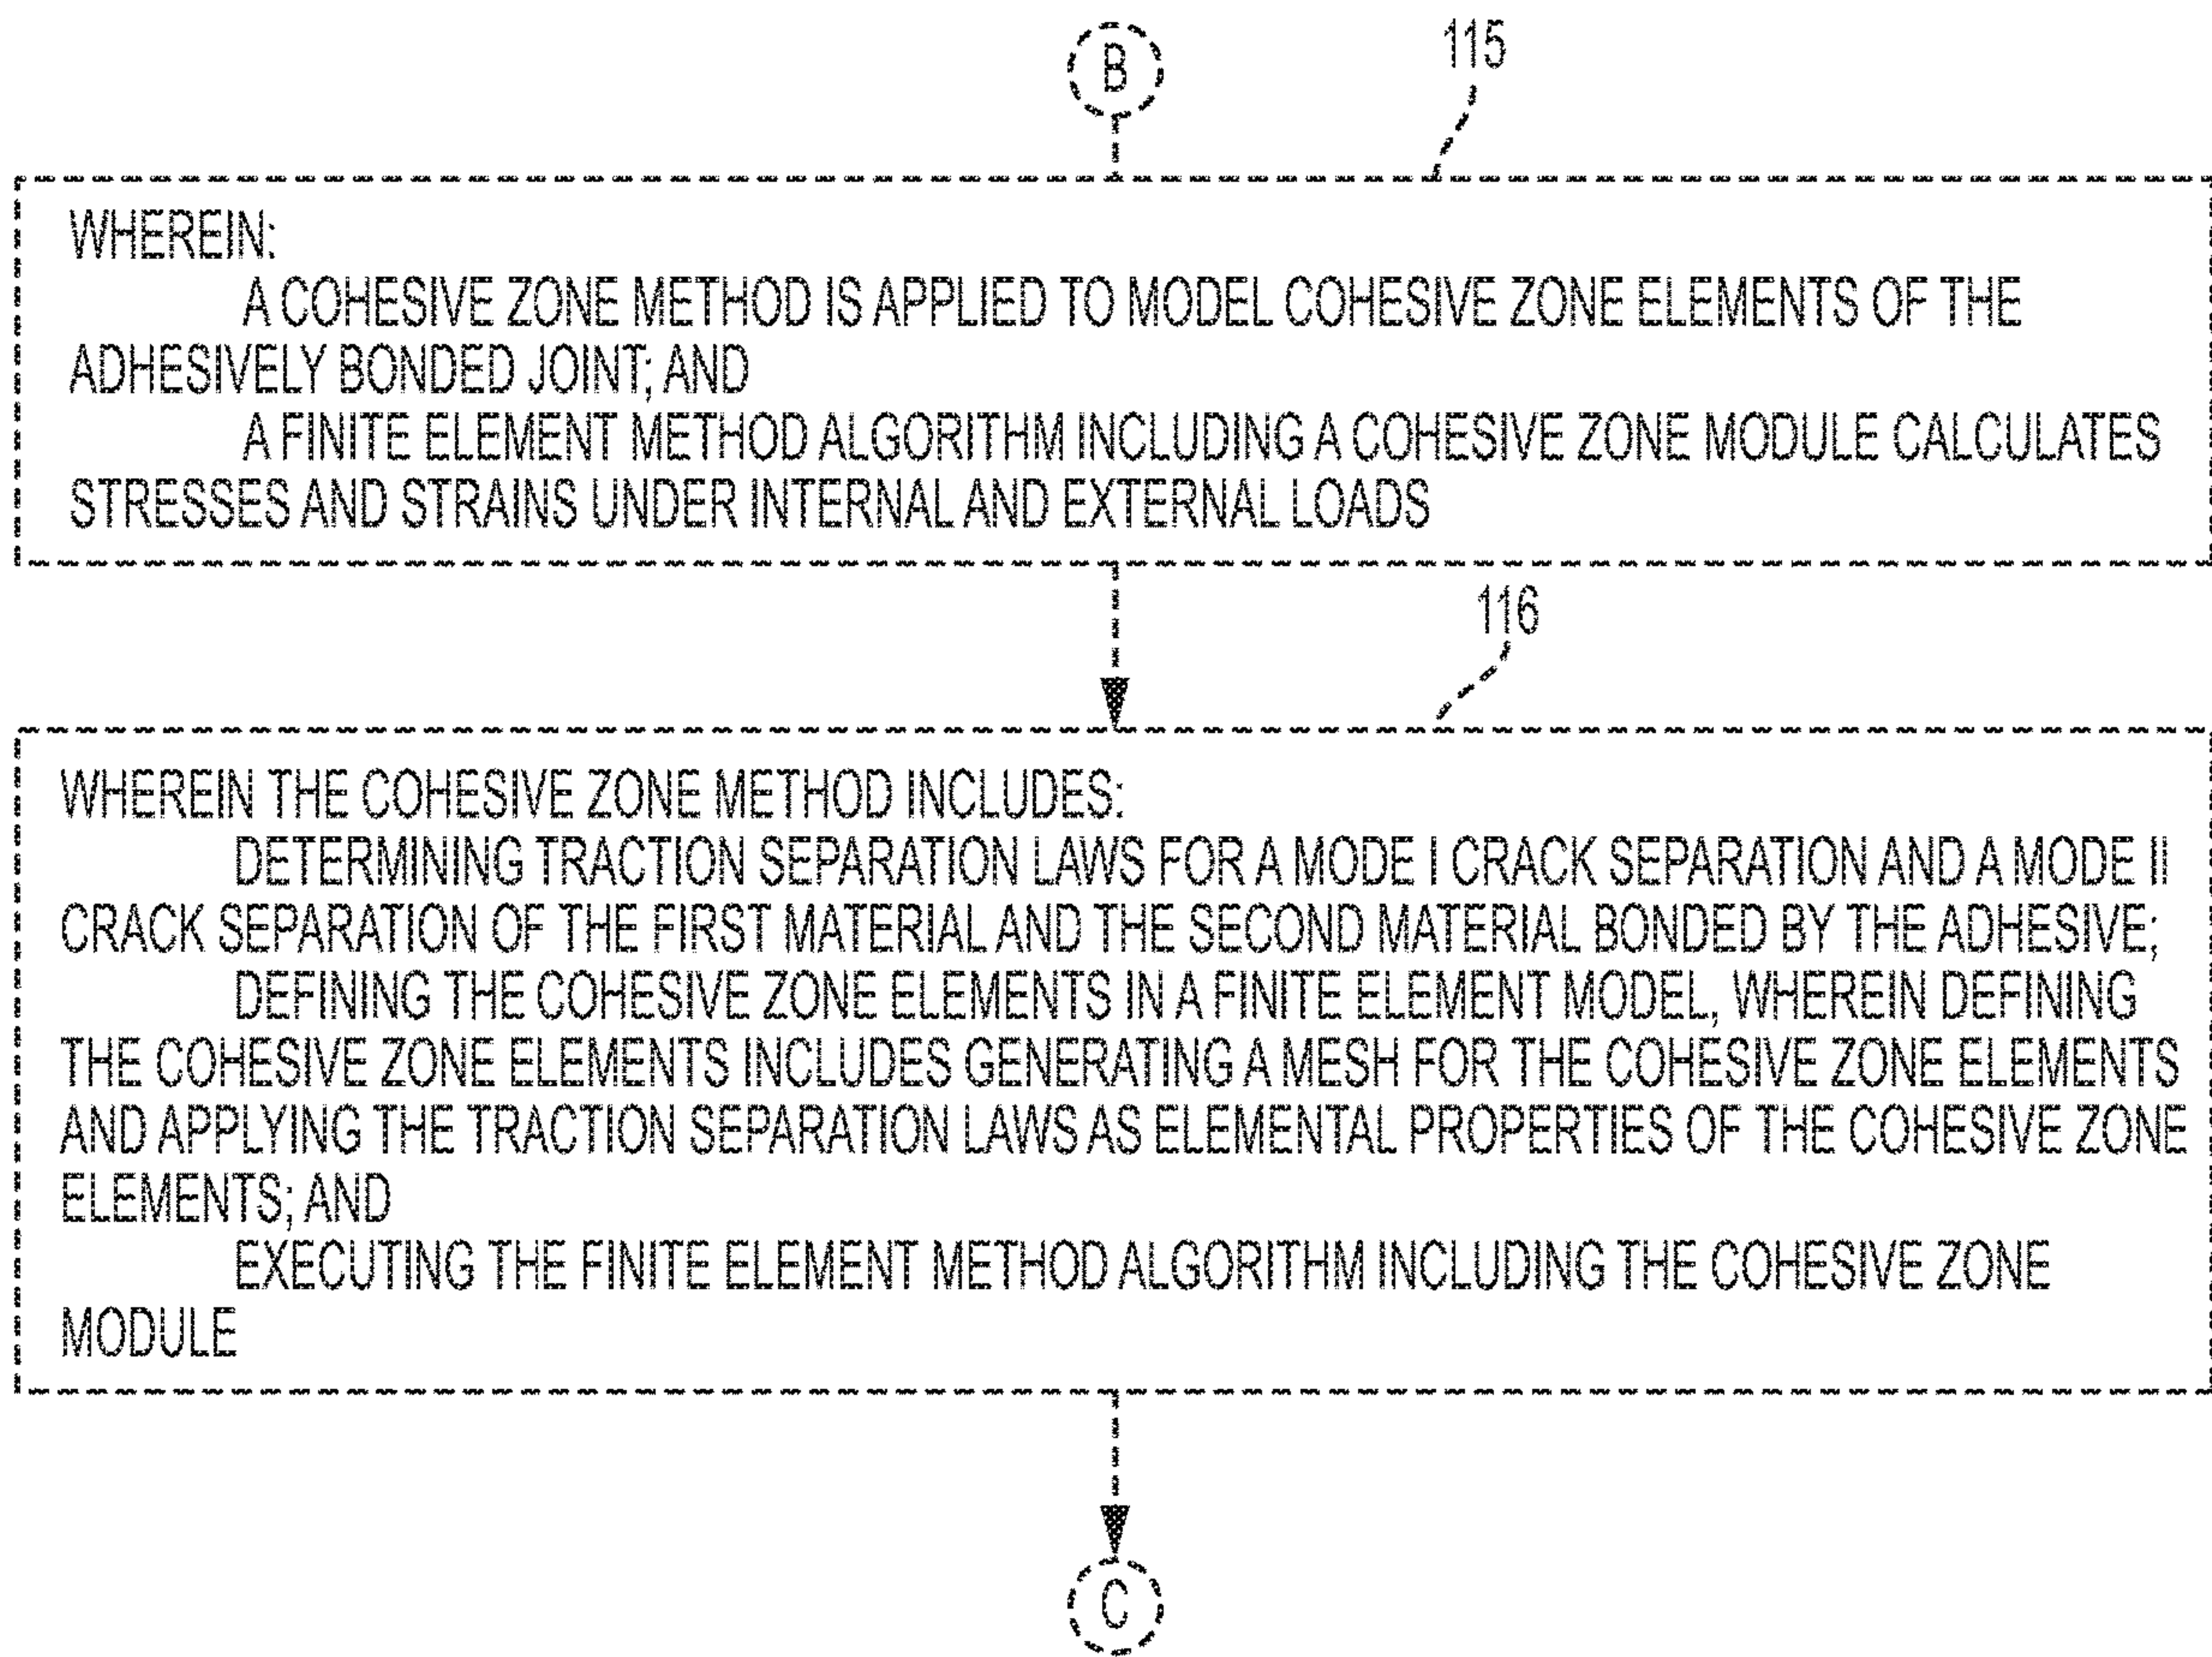 B
115
WHEREIN:
A COHESIVE ZONE METHOD IS APPLIED TO MODEL COHESIVE ZONE ELEMENTS OF THE
ADHESIVELY BONDED JOINT; AND
A FINITE ELEMENT METHOD ALGORITHM INCLUDING A COHESIVE ZONE MODULE CALCULATES
STRESSES AND STRAINS UNDER INTERNAL AND EXTERNAL LOADS
116
WHEREIN THE COHESIVE ZONE METHOD INCLUDES:
DETERMINING TRACTION SEPARATION LAWS FOR A MODE I CRACK SEPARATION AND A MODE II
CRACK SEPARATION OF THE FIRST MATERIAL AND THE SECOND MATERIAL BONDED BY THE ADHESIVE;
DEFINING THE COHESIVE ZONE ELEMENTS IN A FINITE ELEMENT MODEL, WHEREIN DEFINING
THE COHESIVE ZONE ELEMENTS INCLUDES GENERATING A MESH FOR THE COHESIVE ZONE ELEMENTS
AND APPLYING THE TRACTION SEPARATION LAWS AS ELEMENTAL PROPERTIES OF THE COHESIVE ZONE
ELEMENTS; AND
EXECUTING THE FINITE ELEMENT METHOD ALGORITHM INCLUDING THE COHESIVE ZONE
MODULE
C